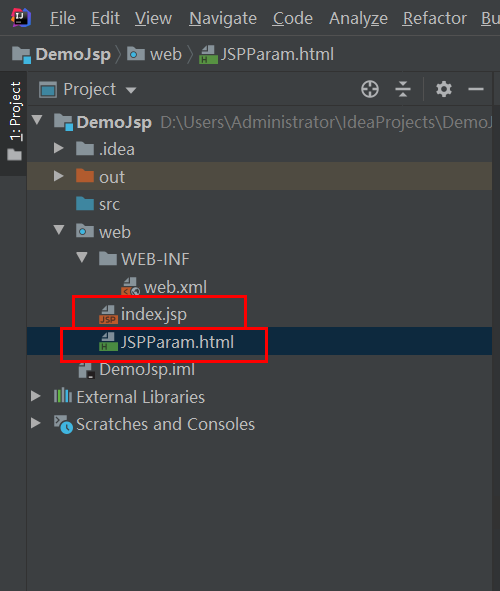 File Edit View Navigate Code Analyze Refactor Bu
DemoJsp web JSPParam.html
1: Project
Project
DemoJsp D:\Users\Administrator\IdeaProjects\DemoJ
.idea
out
src
web
WEB-INF
web.xml
index.jsp
JSPParam.html
DemoJsp.iml
External Libraries
Scratches and Consoles